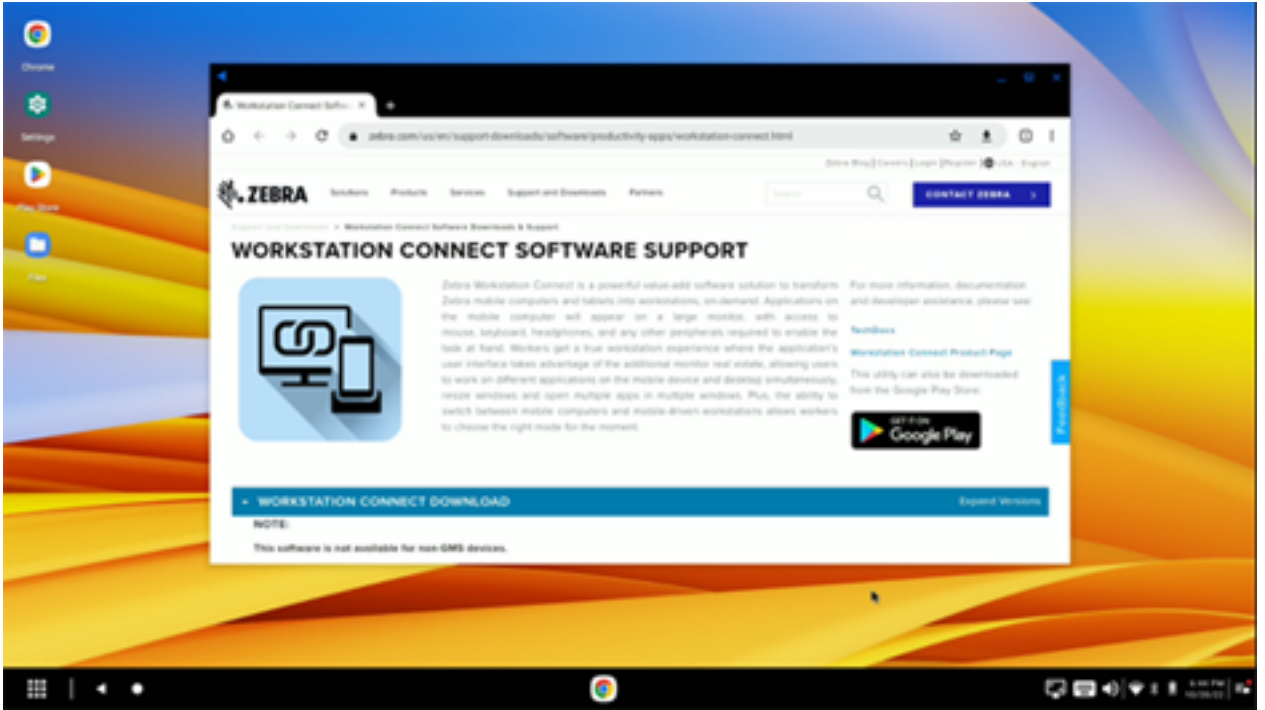 Chrome
Settings
Play Store
Files
Workstation Connect Softw
zebra.com/us/en/support-downloads/software/productivity-apps/workstation-connect.html
Zebra Blog | Careers | Login | Register | USA - English
ZEBRA
Solutions Products Services Support and Downloads Partners
Search
CONTACT ZEBRA
Support and Downloads > Workstation Connect Software Downloads & Support
WORKSTATION CONNECT SOFTWARE SUPPORT
Zebra Workstation Connect is a powerful value-add software solution to transform
Zebra mobile computers and tablets into workstations, on-demand. Applications on
the mobile computer will appear on a large monitor, with access to
mouse, keyboard, headphones, and any other peripherals required to enable the
task at hand. Workers get a true workstation experience where the application's
user interface takes advantage of the additional monitor real estate, allowing users
to work on different applications on the mobile device and desktop simultaneously,
resize windows and open multiple apps in multiple windows. Plus, the ability to
switch between mobile computers and mobile-driven workstations allows workers
to choose the right mode for the moment.
For more information, documentation
and developer assistance, please see:
TechDocs
Workstation Connect Product Page
This utility can also be downloaded
from the Google Play Store:
GET IT ON
Google Play
Feedback
WORKSTATION CONNECT DOWNLOAD
Expand Versions
NOTE:
This software is not available for non-GMS devices.